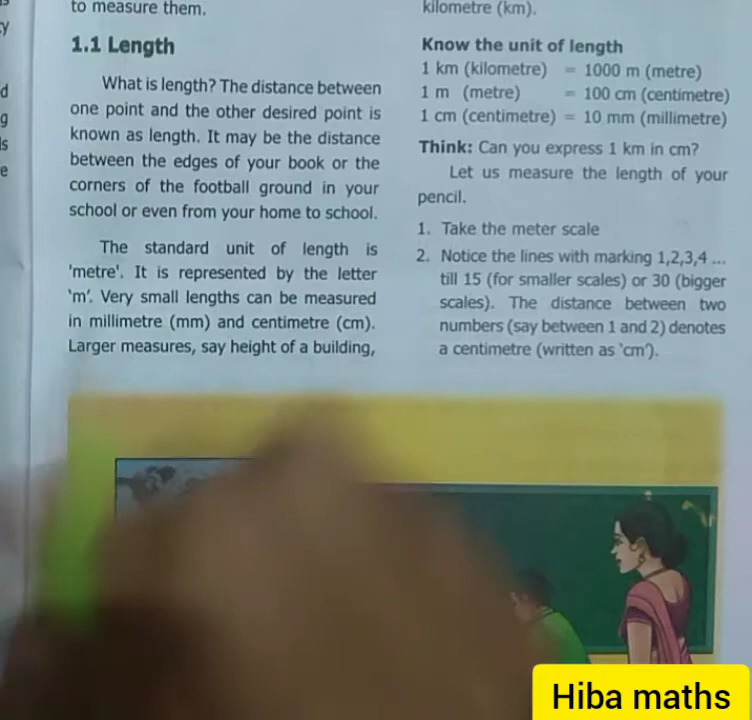 to measure them.
1.1 Length
What is length? The distance between
one point and the other desired point is
known as length. It may be the distance
between the edges of your book or the
corners of the football ground in your
school or even from your home to school.
The standard unit of length is
'metre'. It is represented by the letter
'm'. Very small lengths can be measured
in millimetre (mm) and centimetre (cm).
Larger measures, say height of a building,
kilometre (km).
Know the unit of length
1 km (kilometre) = 1000 m (metre)
1 m (metre) = 100 cm (centimetre)
1 cm (centimetre) = 10 mm (millimetre)
Think: Can you express 1 km in cm?
Let us measure the length of your
pencil.
1. Take the meter scale
2. Notice the lines with marking 1,2,3,4 ...
till 15 (for smaller scales) or 30 (bigger
scales). The distance between two
numbers (say between 1 and 2) denotes
a centimetre (written as 'cm').
Hiba maths